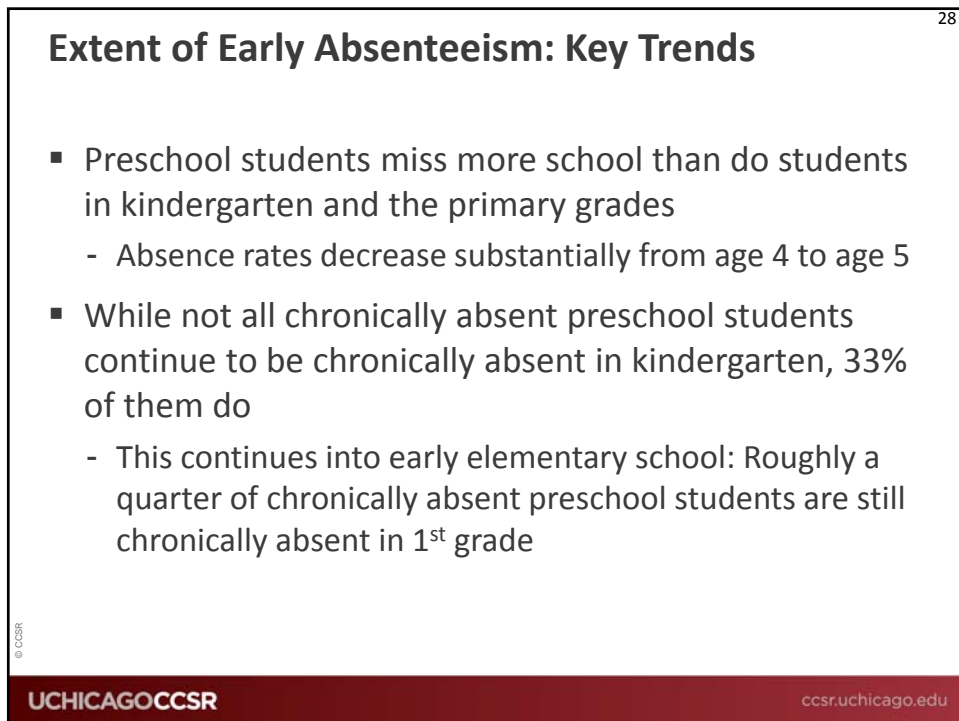 28
Extent of Early Absenteeism: Key Trends
▪ Preschool students miss more school than do students
in kindergarten and the primary grades
- Absence rates decrease substantially from age 4 to age 5
▪ While not all chronically absent preschool students
continue to be chronically absent in kindergarten, 33%
of them do
- This continues into early elementary school: Roughly a
quarter of chronically absent preschool students are still
chronically absent in 1st grade
© CCSR
UCHICAGOCCSR
ccsr.uchicago.edu